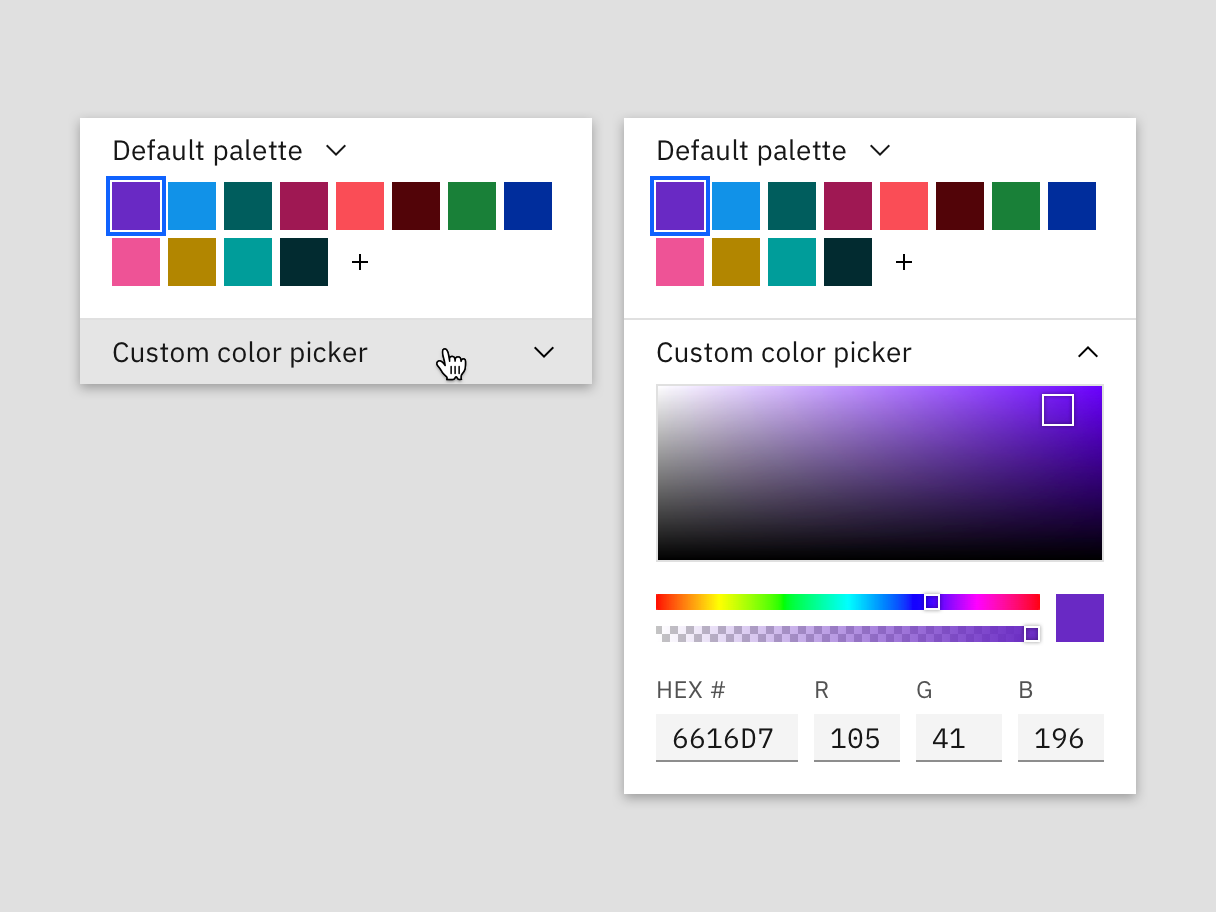 Default palette
Custom color picker
Default palette
Custom color picker
HEX # R G B
6616D7 105 41 196